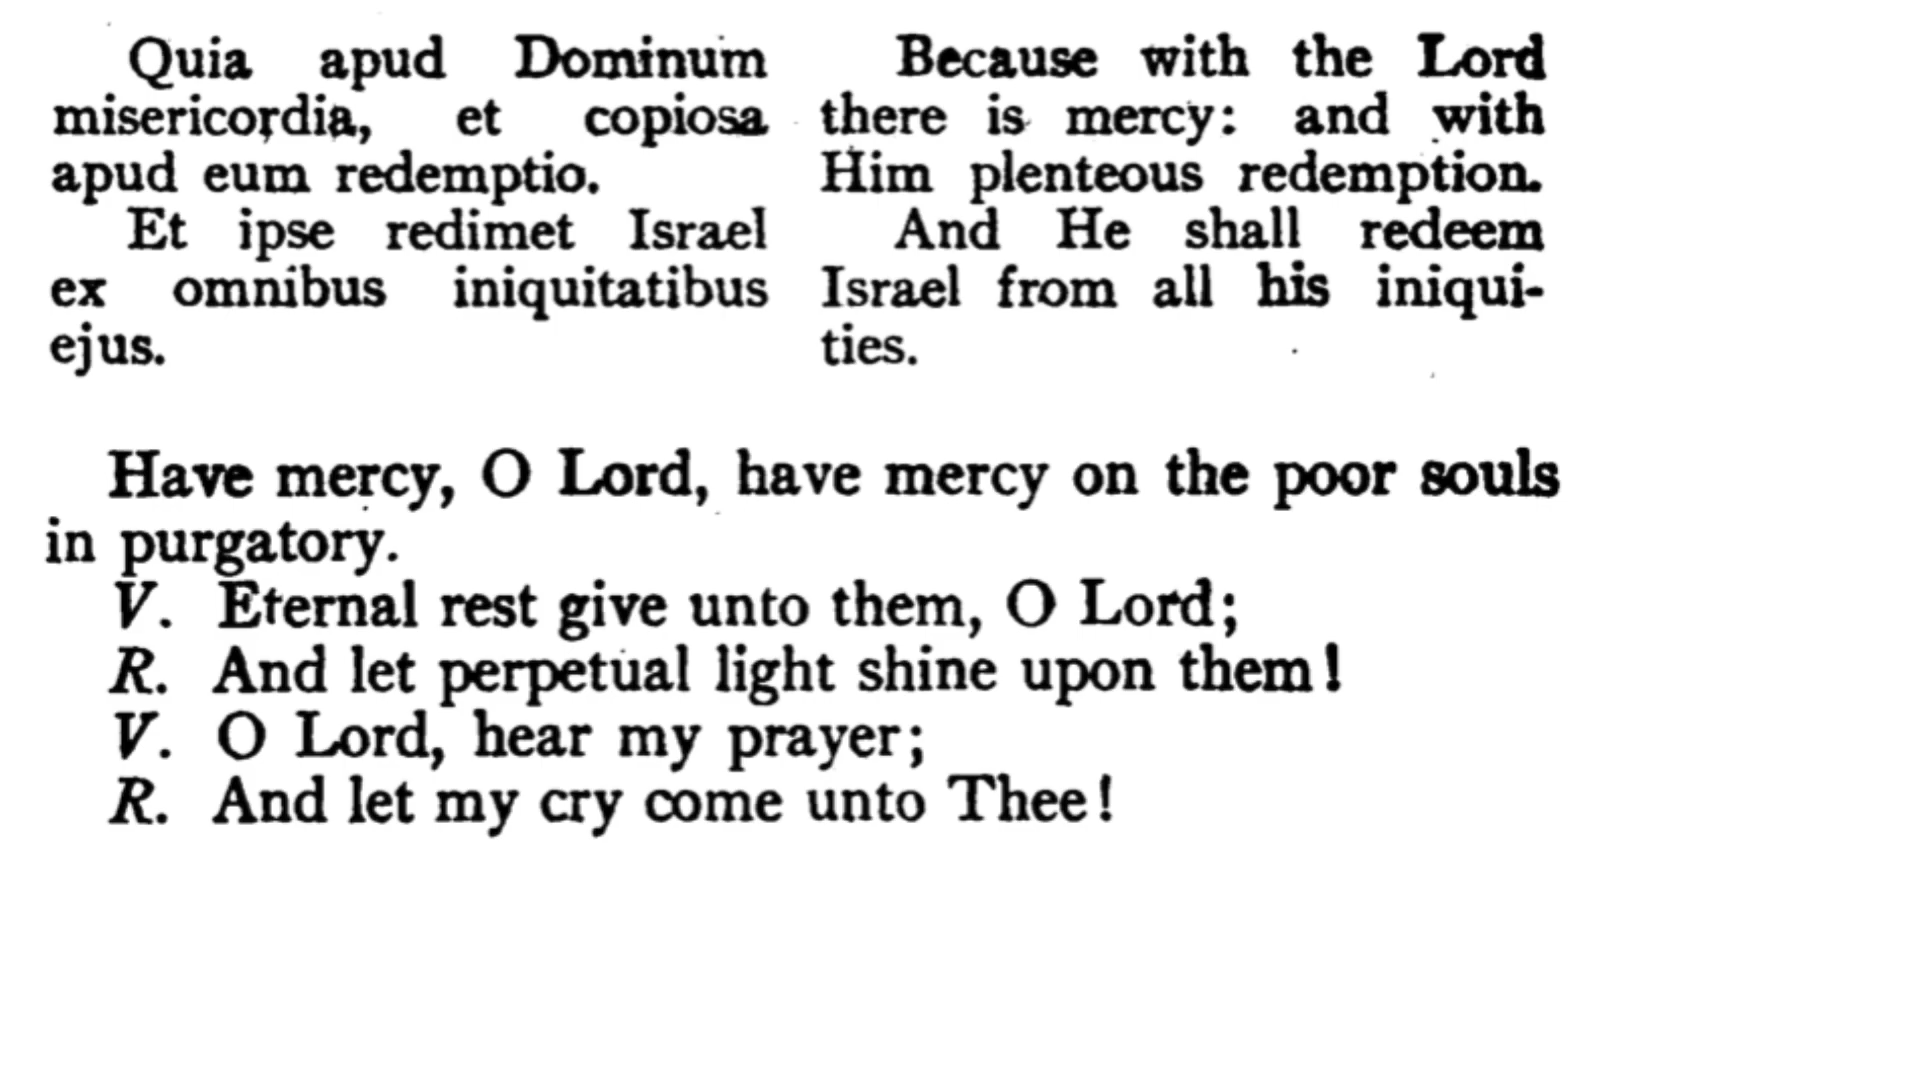 Quia apud Dominum
misericordia, et copiosa
apud eum redemptio.
Et ipse redimet Israel
ex omnibus iniquitatibus
ejus.
Because with the Lord
there is mercy: and with
Him plenteous redemption.
And He shall redeem
Israel from all his iniqui-
ties.
Have mercy, O Lord, have mercy on the poor souls
in purgatory.
V. Eternal rest give unto them, O Lord;
R. And let perpetual light shine upon them!
V. O Lord, hear my prayer;
R. And let my cry come unto Thee!